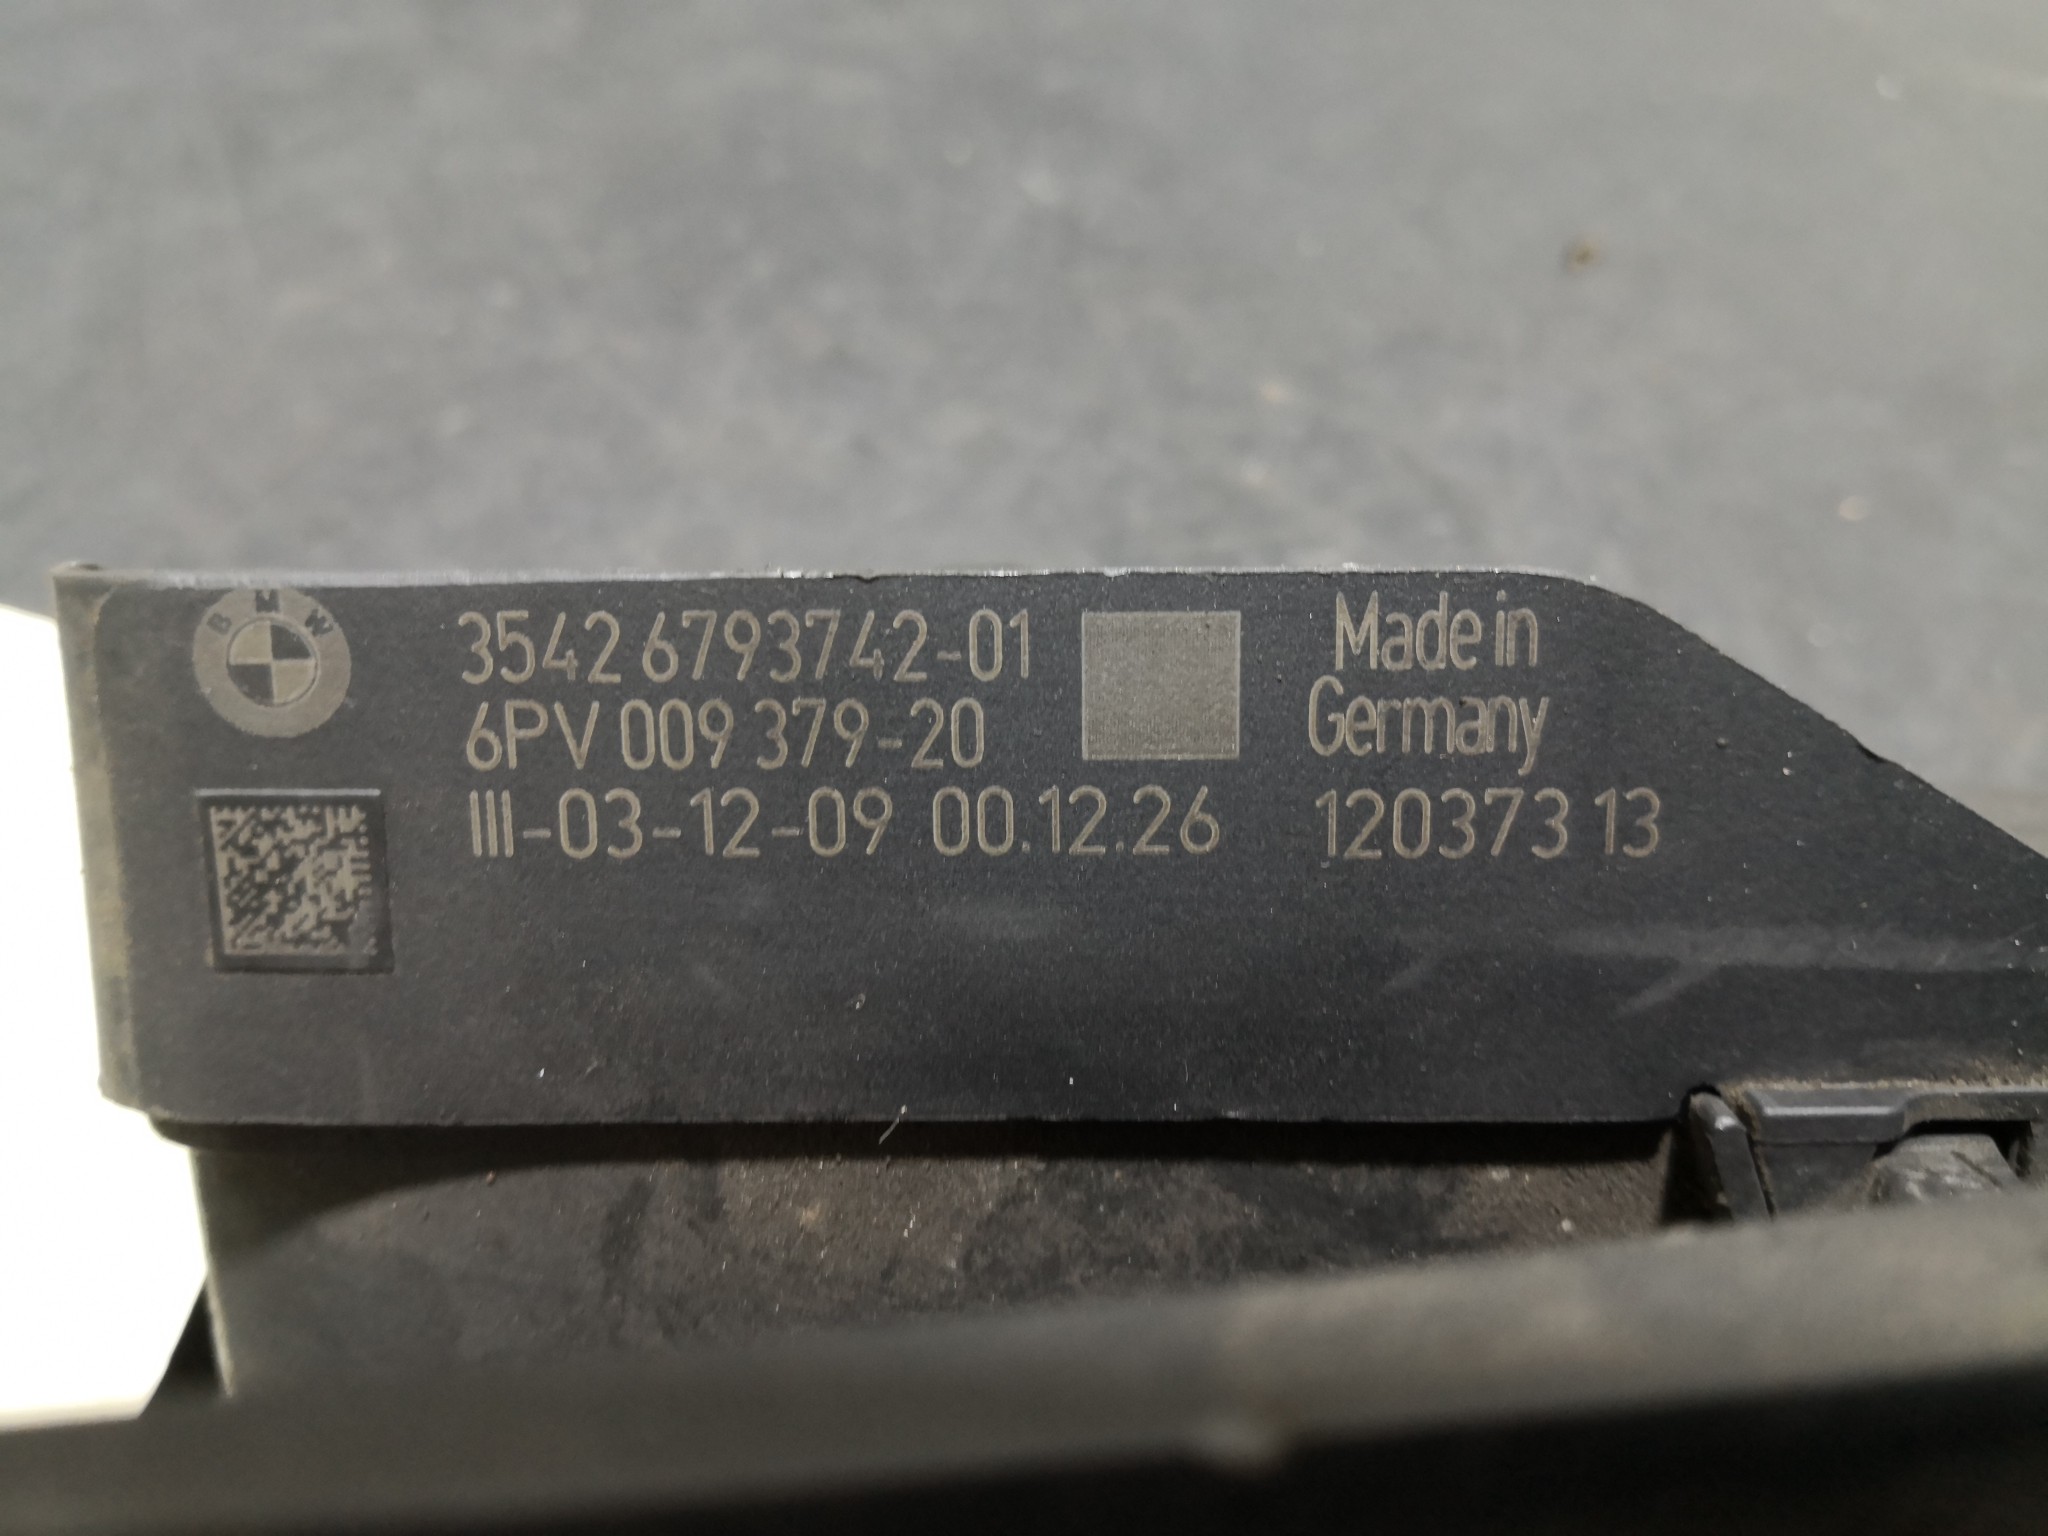 BMW
3542 6793742-01
6PV 009 379-20
III-03-12-09 00.12.26
Made in
Germany
120373 13